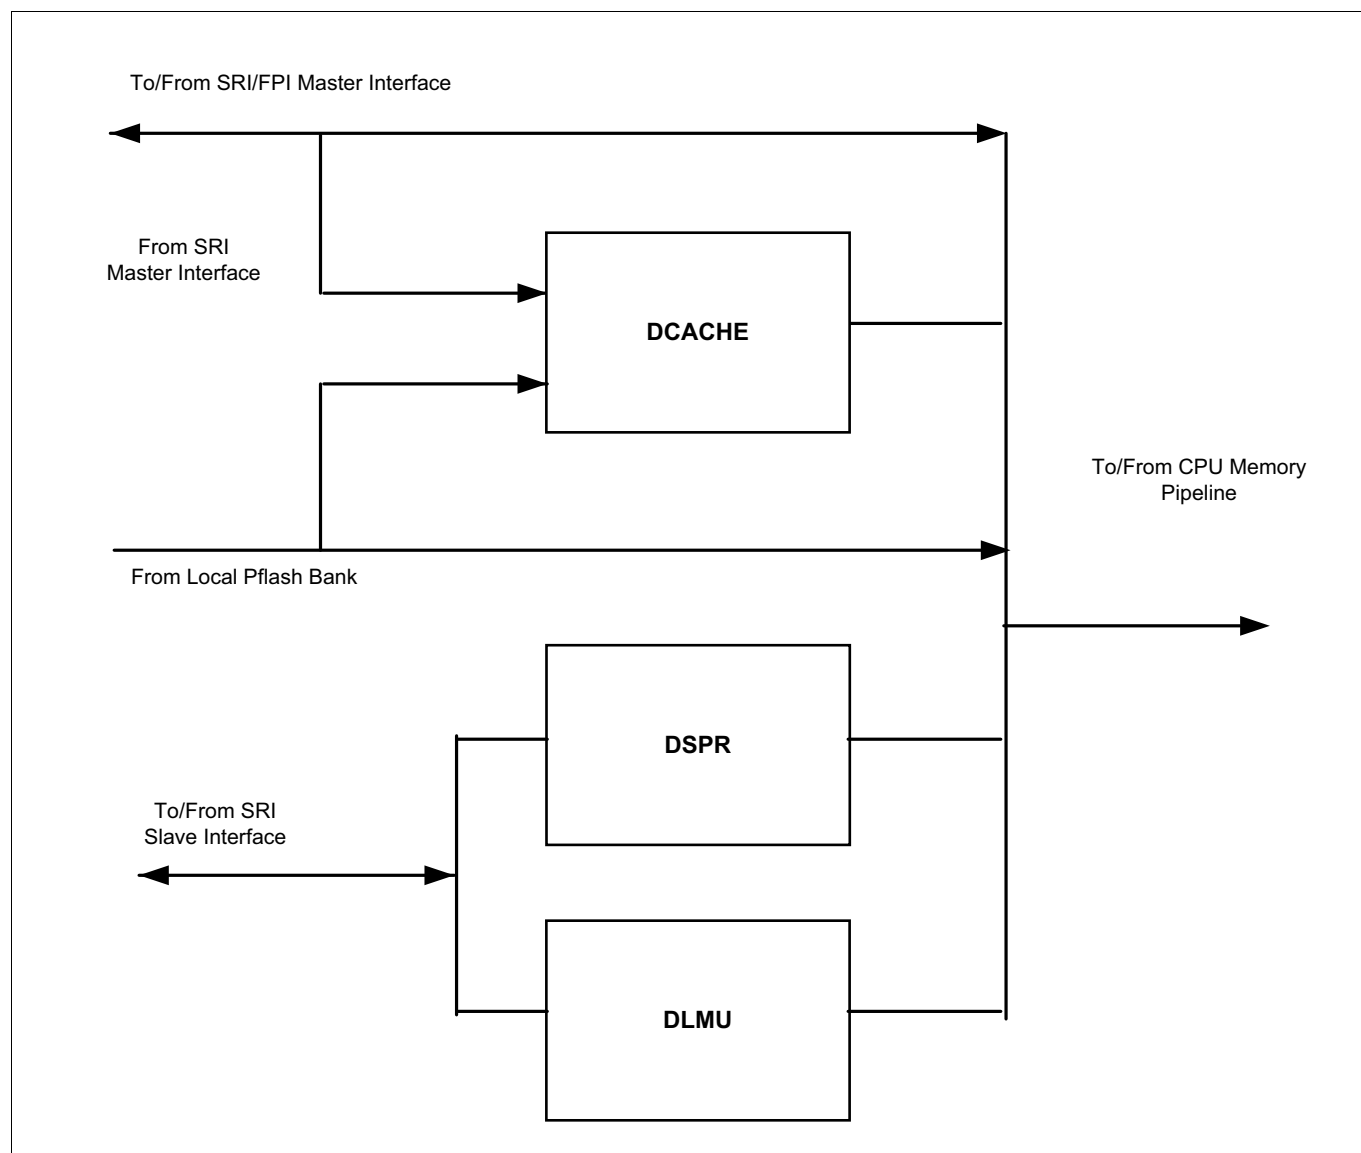 To/From SRI/FPI Master Interface
From SRI
Master Interface
DCACHE
To/From CPU Memory
Pipeline
From Local Pflash Bank
DSPR
To/From SRI
Slave Interface
DLMU